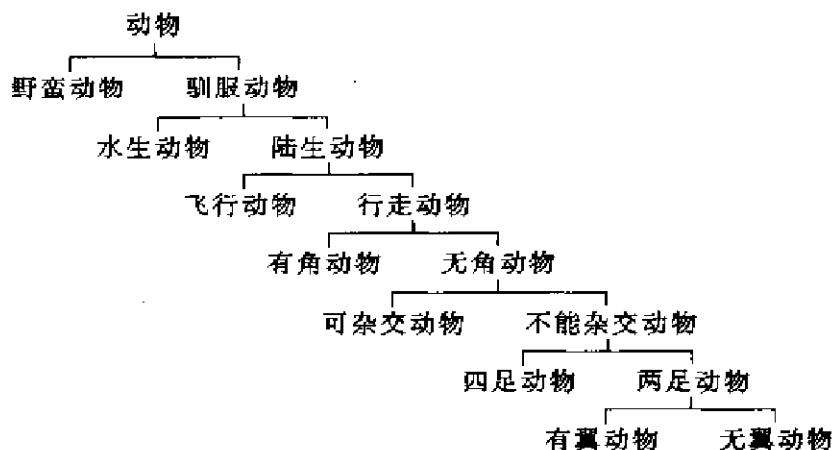 动物
野蛮动物 驯服动物
水生动物 陆生动物
飞行动物 行走动物
有角动物 无角动物
可杂交动物 不能杂交动物
四足动物 两足动物
有翼动物 无翼动物